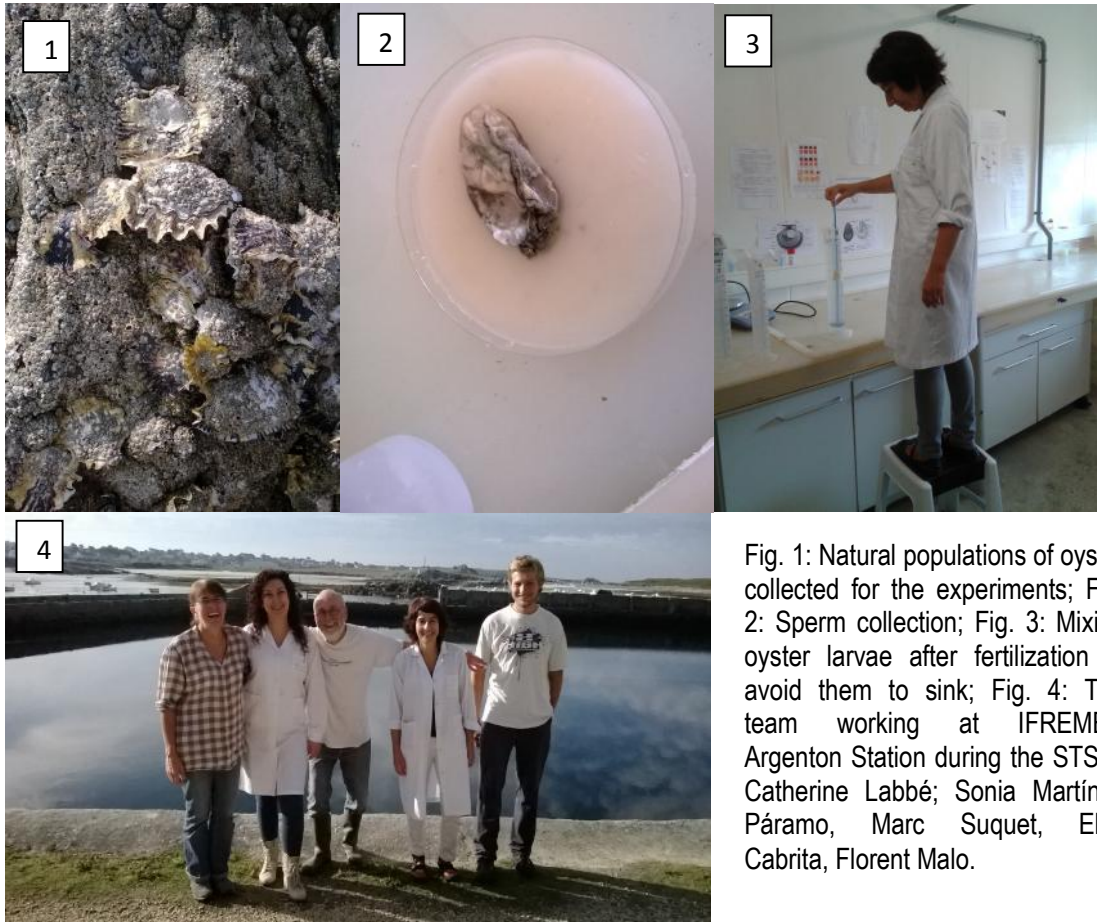 1
2
3
4
Fig. 1: Natural populations of oys
collected for the experiments; F
2: Sperm collection; Fig. 3: Mixi
oyster larvae after fertilization
avoid them to sink; Fig. 4: T
team working at IFREME
Argenton Station during the STS
Catherine Labbé; Sonia Martín
Páramo, Marc Suquet, El
Cabrita, Florent Malo.